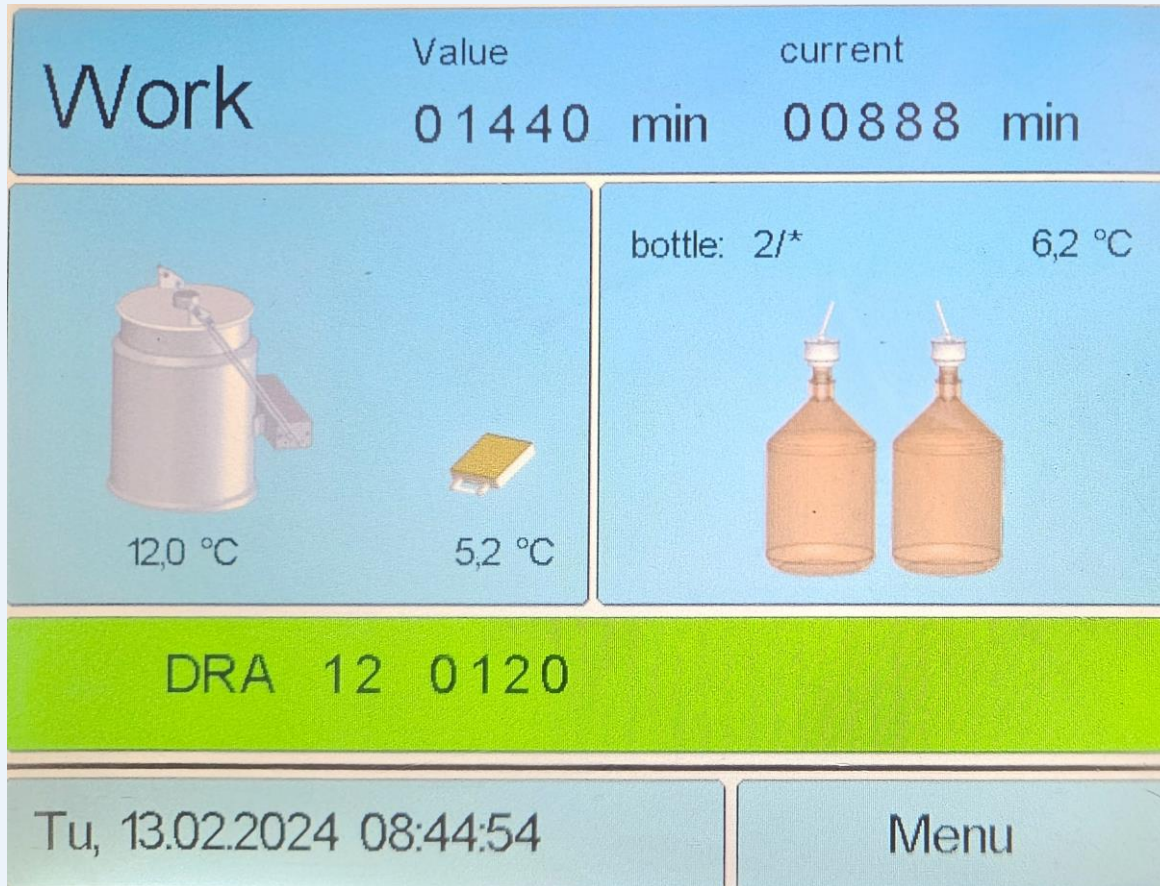 Work
Value current
01440 min 00888 min
bottle: 2/* 6,2 °C
12,0 °C 5,2 °C
DRA 12 0120
Tu, 13.02.2024 08:44:54 Menu